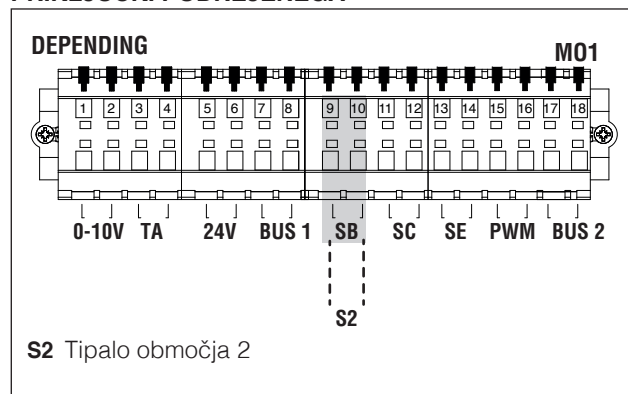 DEPENDING
M01
1 2 3 4 5 6 7 8 9 10 11 12 13 14 15 16 17 18
0-10V TA 24V BUS 1 SB SC SE PWM BUS 2
S2
S2 Tipalo območja 2